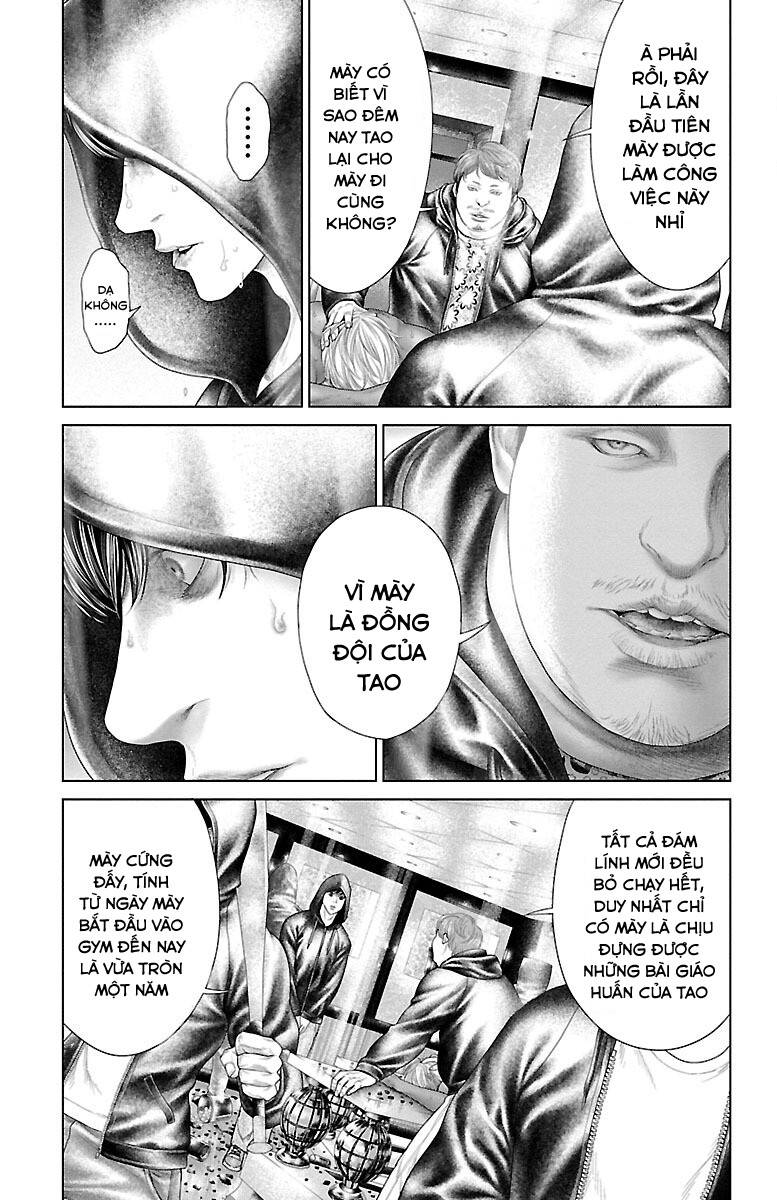 À PHẢI
RỒI, ĐÂY
LÀ LẦN
ĐẦU TIÊN
MÀY ĐƯỢC
LÀM CÔNG
VIỆC NÀY
NHỈ
MÀY CÓ
BIẾT VÌ
SAO ĐÊM
NAY TAO
LẠI CHO
MÀY ĐI
CÙNG
KHÔNG?
......
DẠ
KHÔNG
.....
VÌ MÀY
LÀ ĐỒNG
ĐỘI CỦA
TAO
TẤT CẢ ĐÁM
LÍNH MỚI ĐỀU
BỎ CHẠY HẾT,
DUY NHẤT CHỈ
CÓ MÀY LÀ CHỊU
ĐỰNG ĐƯỢC
NHỮNG BÀI GIÁO
HUẤN CỦA TAO
MÀY CỨNG
ĐẤY, TÍNH
TỪ NGÀY MÀY
BẮT ĐẦU VÀO
GYM ĐẾN NAY
LÀ VỪA TRÒN
MỘT NĂM